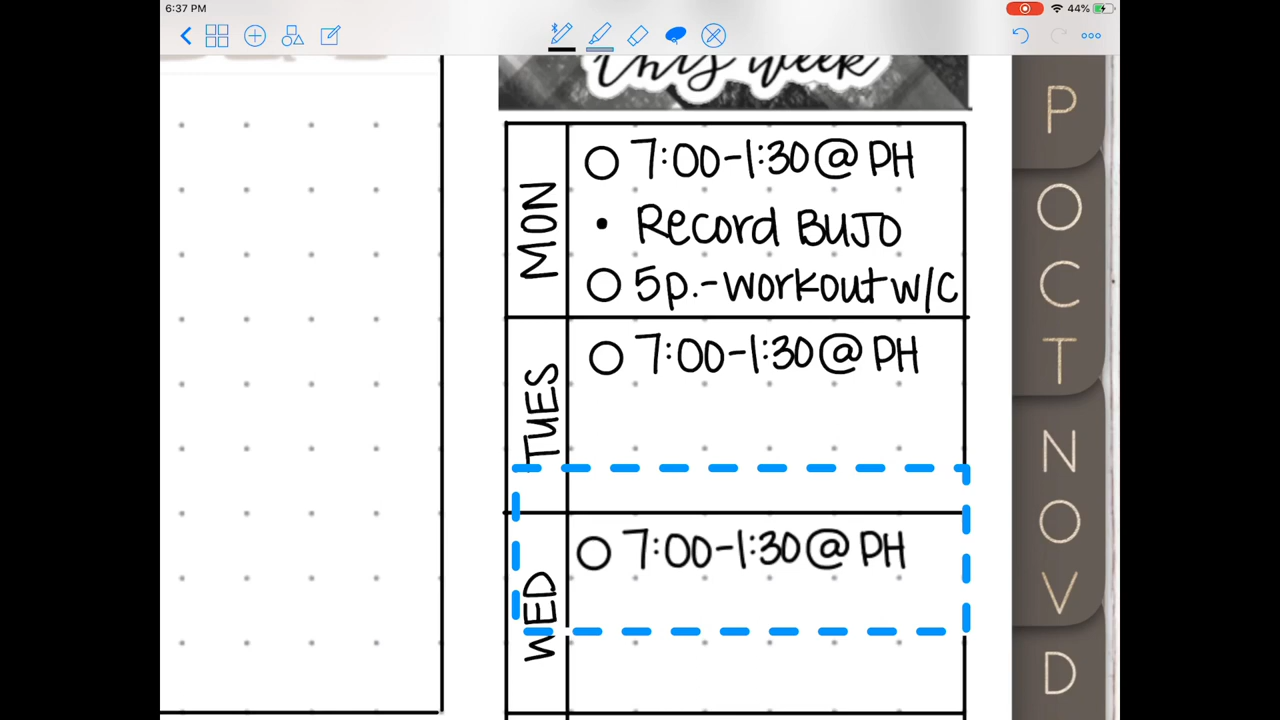 6:37 PM
44%
this week
MON
7:00-1:30@ PH
• Record BUJO
5p.-workout w/C
TUES
7:00-1:30@ PH
WED
7:00-1:30@ PH
P
OCT
NOV
D